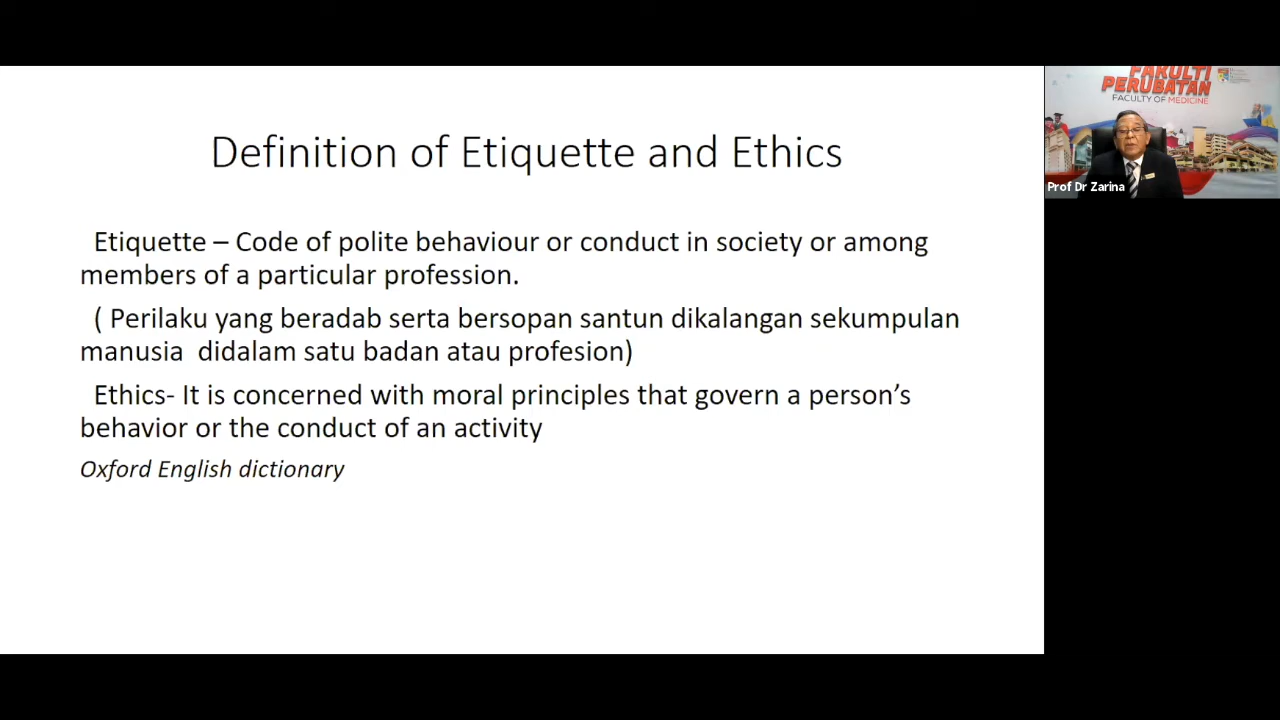 Definition of Etiquette and Ethics
Etiquette – Code of polite behaviour or conduct in society or among
members of a particular profession.
( Perilaku yang beradab serta bersopan santun dikalangan sekumpulan
manusia didalam satu badan atau profesion)
Ethics- It is concerned with moral principles that govern a person’s
behavior or the conduct of an activity
Oxford English dictionary
FAKULTI
PERUBATAN
FACULTY OF MEDICINE
Prof Dr Zarina